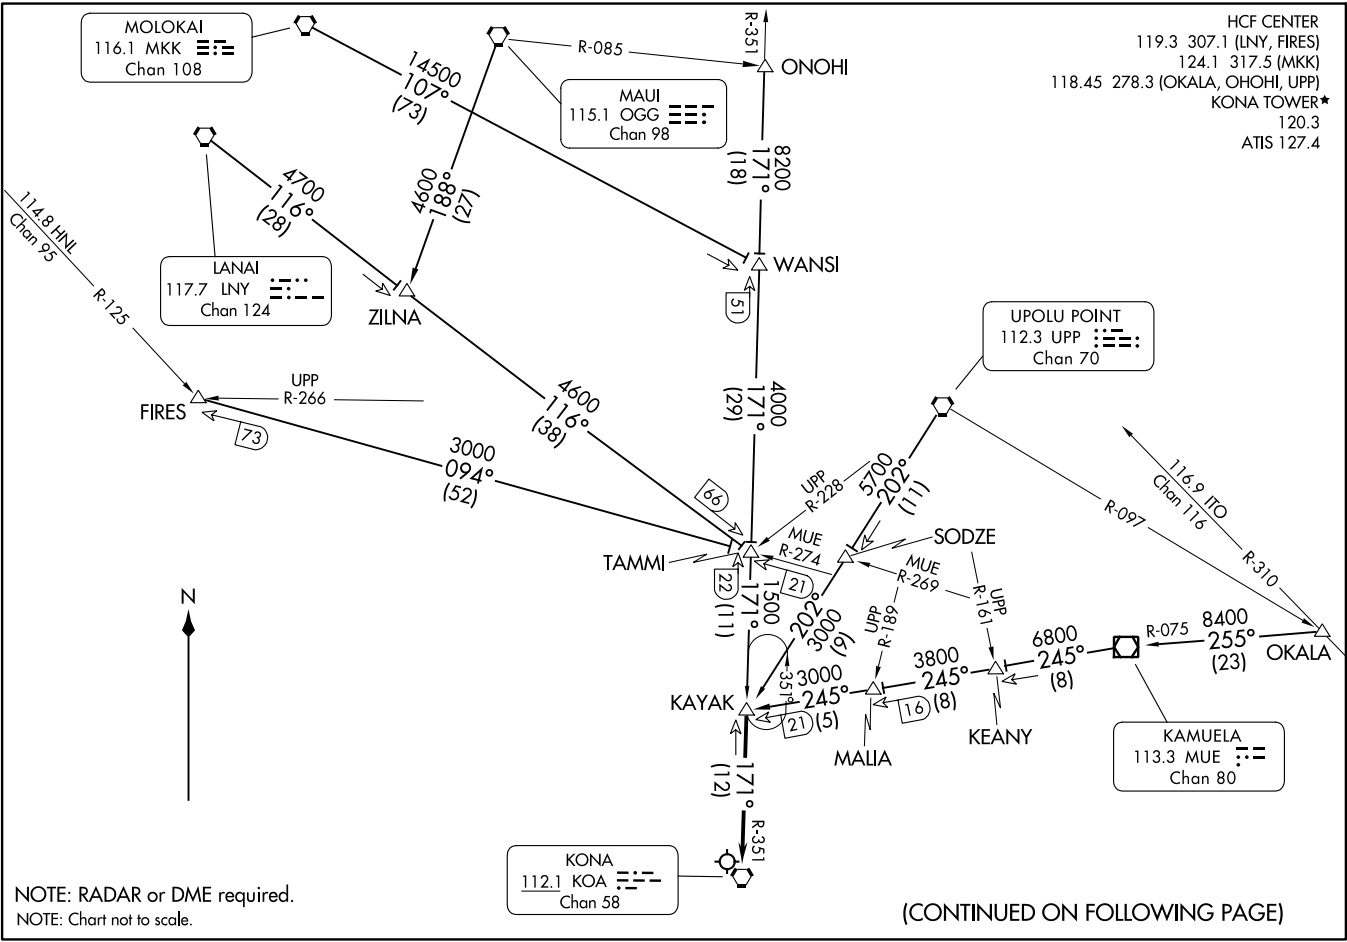 MOLOKAI
116.1 MKK
Chan 108
14500
107°
(73)
R-085
R-351
ONOHI
HCF CENTER
119.3 307.1 (LNY, FIRES)
124.1 317.5 (MKK)
118.45 278.3 (OKALA, OHOHI, UPP)
KONA TOWER★
120.3
ATIS 127.4
MAUI
115.1 OGG
Chan 98
8200
171°
(18)
4700
116°
(28)
4600
188°
(27)
114.8 HNL
Chan 95
R-125
LANAI
117.7 LNY
Chan 124
ZILNA
WANSI
51
UPOLU POINT
112.3 UPP
Chan 70
FIRES
UPP
R-266
73
3000
094°
(52)
4600
116°
(38)
4000
171°
(29)
66
UPP
R-228
5700
202°
(11)
116.9 ITO
Chan 116
R-097
R-310
TAMMI
MUE
R-274
21
22
SODZE
MUE
R-269
UPP
R-161
UPP
R-189
1500
171°
(11)
202°
3000
(9)
351°
N
KAYAK
3000
245°
(5)
21
3800
245°
(8)
16
6800
245°
(8)
R-075
8400
255°
(23)
OKALA
MALIA
KEANY
KAMUELA
113.3 MUE
Chan 80
171°
(12)
R-351
KONA
112.1 KOA
Chan 58
NOTE: RADAR or DME required.
NOTE: Chart not to scale.
(CONTINUED ON FOLLOWING PAGE)